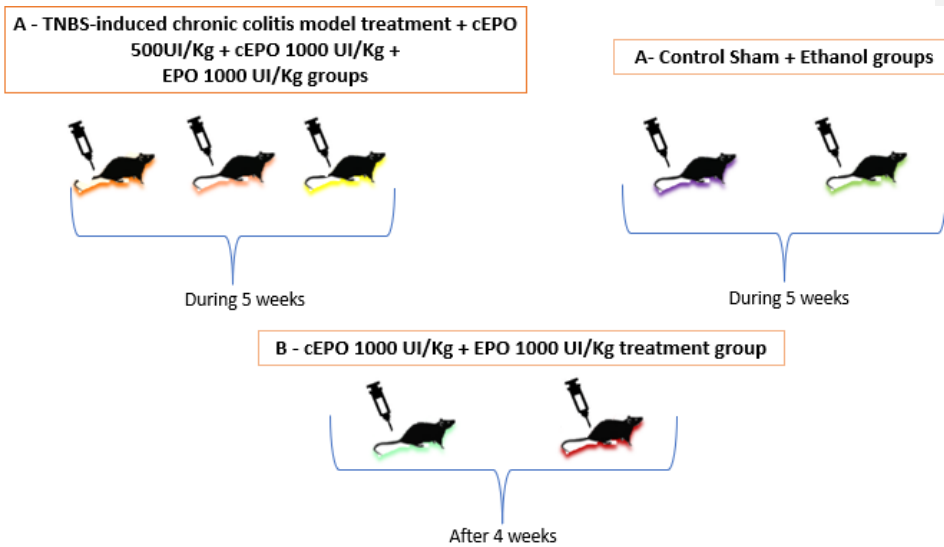 A - TNBS-induced chronic colitis model treatment + cEPO
500UI/Kg + cEPO 1000 UI/Kg +
EPO 1000 UI/Kg groups
A- Control Sham + Ethanol groups
During 5 weeks
During 5 weeks
B - cEPO 1000 UI/Kg + EPO 1000 UI/Kg treatment group
After 4 weeks